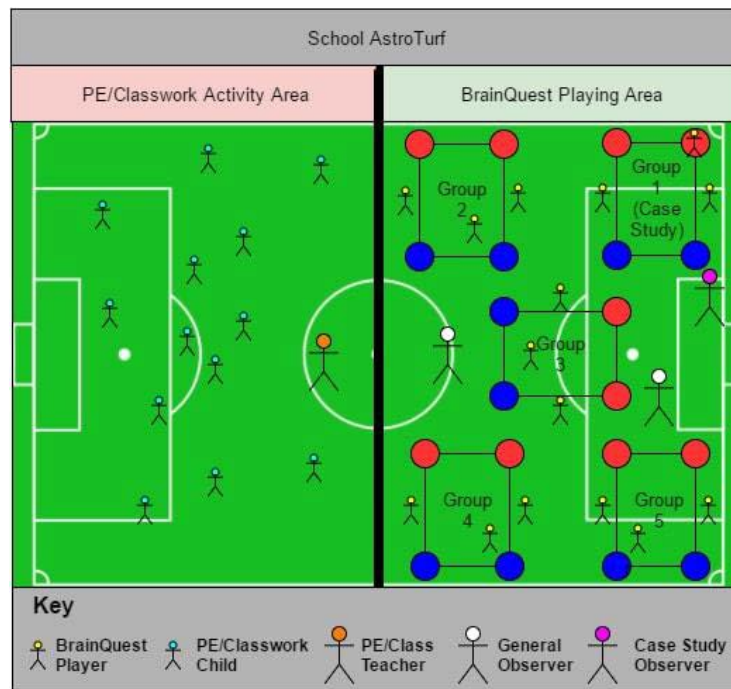 School AstroTurf
PE/Classwork Activity Area
BrainQuest Playing Area
Group
2
Group
1
(Case
Study)
Group
3
Group
4
Group
5
Key
BrainQuest
Player
PE/Classwork
Child
PE/Class
Teacher
General
Observer
Case Study
Observer